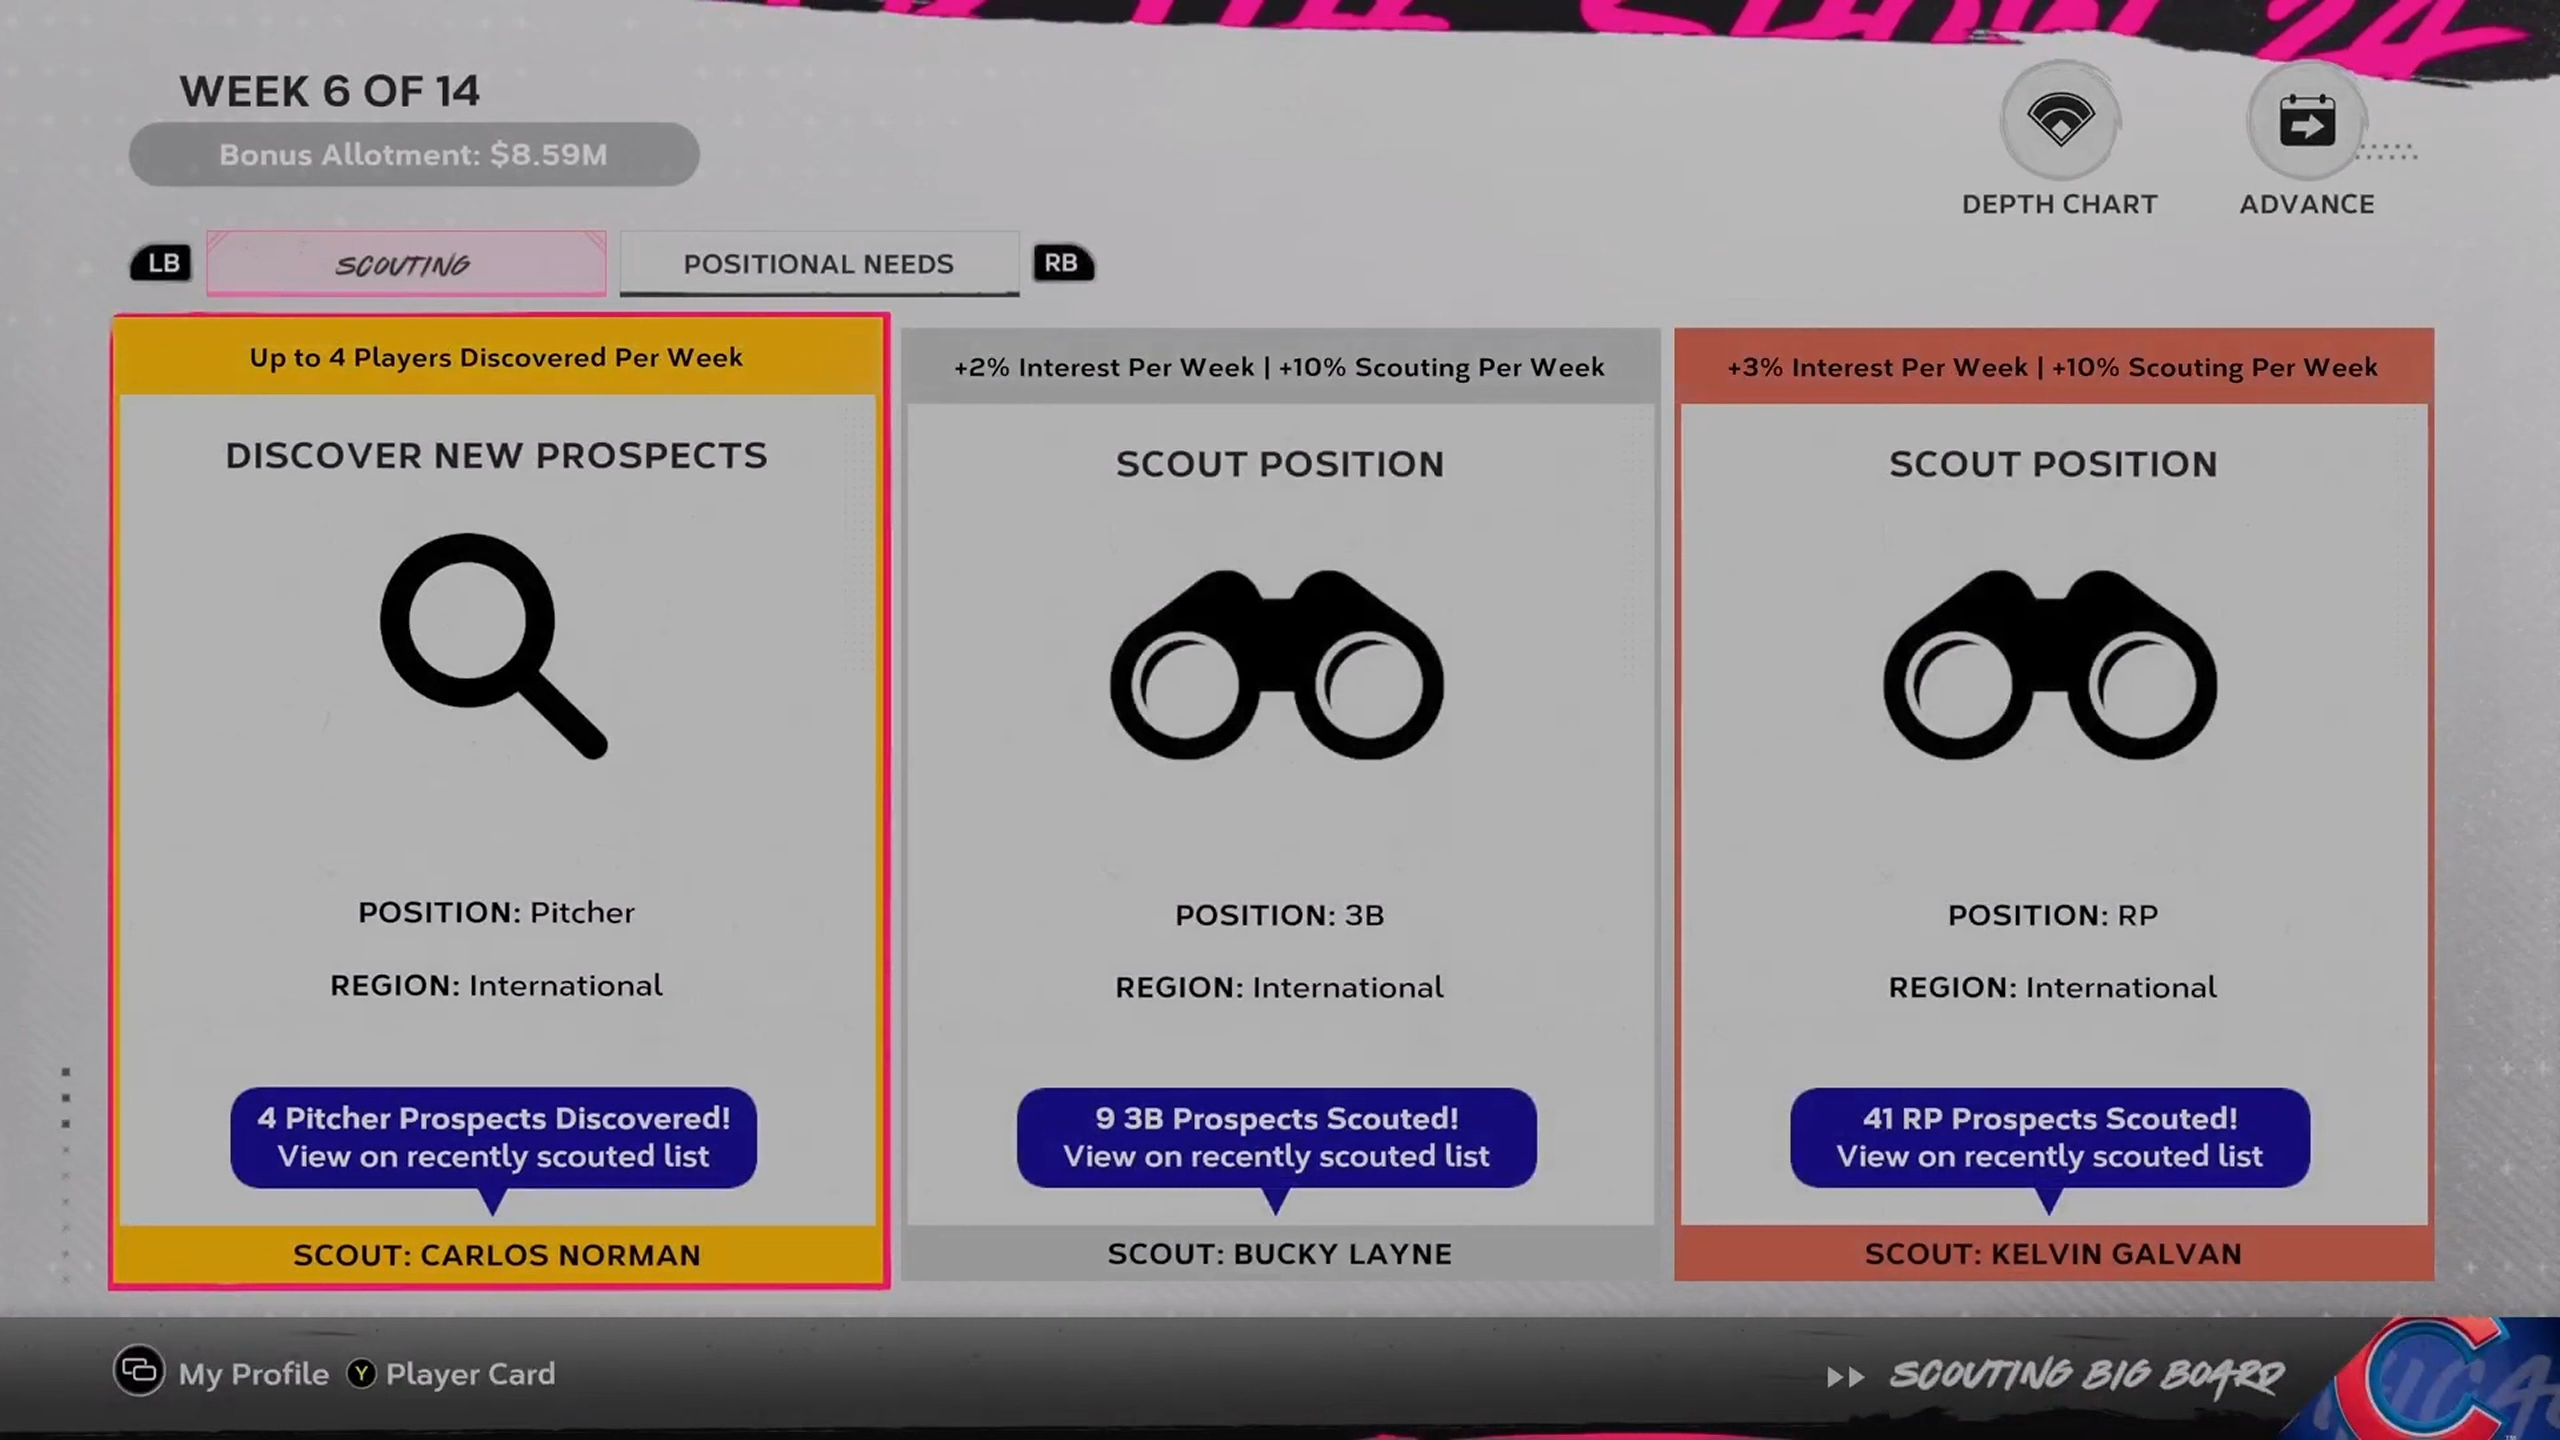 THE SHOW 24
WEEK 6 OF 14
Bonus Allotment: $8.59M
DEPTH CHART
ADVANCE
LB
SCOUTING
POSITIONAL NEEDS
RB
Up to 4 Players Discovered Per Week
DISCOVER NEW PROSPECTS
POSITION: Pitcher
REGION: International
4 Pitcher Prospects Discovered!
View on recently scouted list
SCOUT: CARLOS NORMAN
+2% Interest Per Week | +10% Scouting Per Week
SCOUT POSITION
POSITION: 3B
REGION: International
9 3B Prospects Scouted!
View on recently scouted list
SCOUT: BUCKY LAYNE
+3% Interest Per Week | +10% Scouting Per Week
SCOUT POSITION
POSITION: RP
REGION: International
41 RP Prospects Scouted!
View on recently scouted list
SCOUT: KELVIN GALVAN
My Profile
Y Player Card
SCOUTING BIG BOARD
C